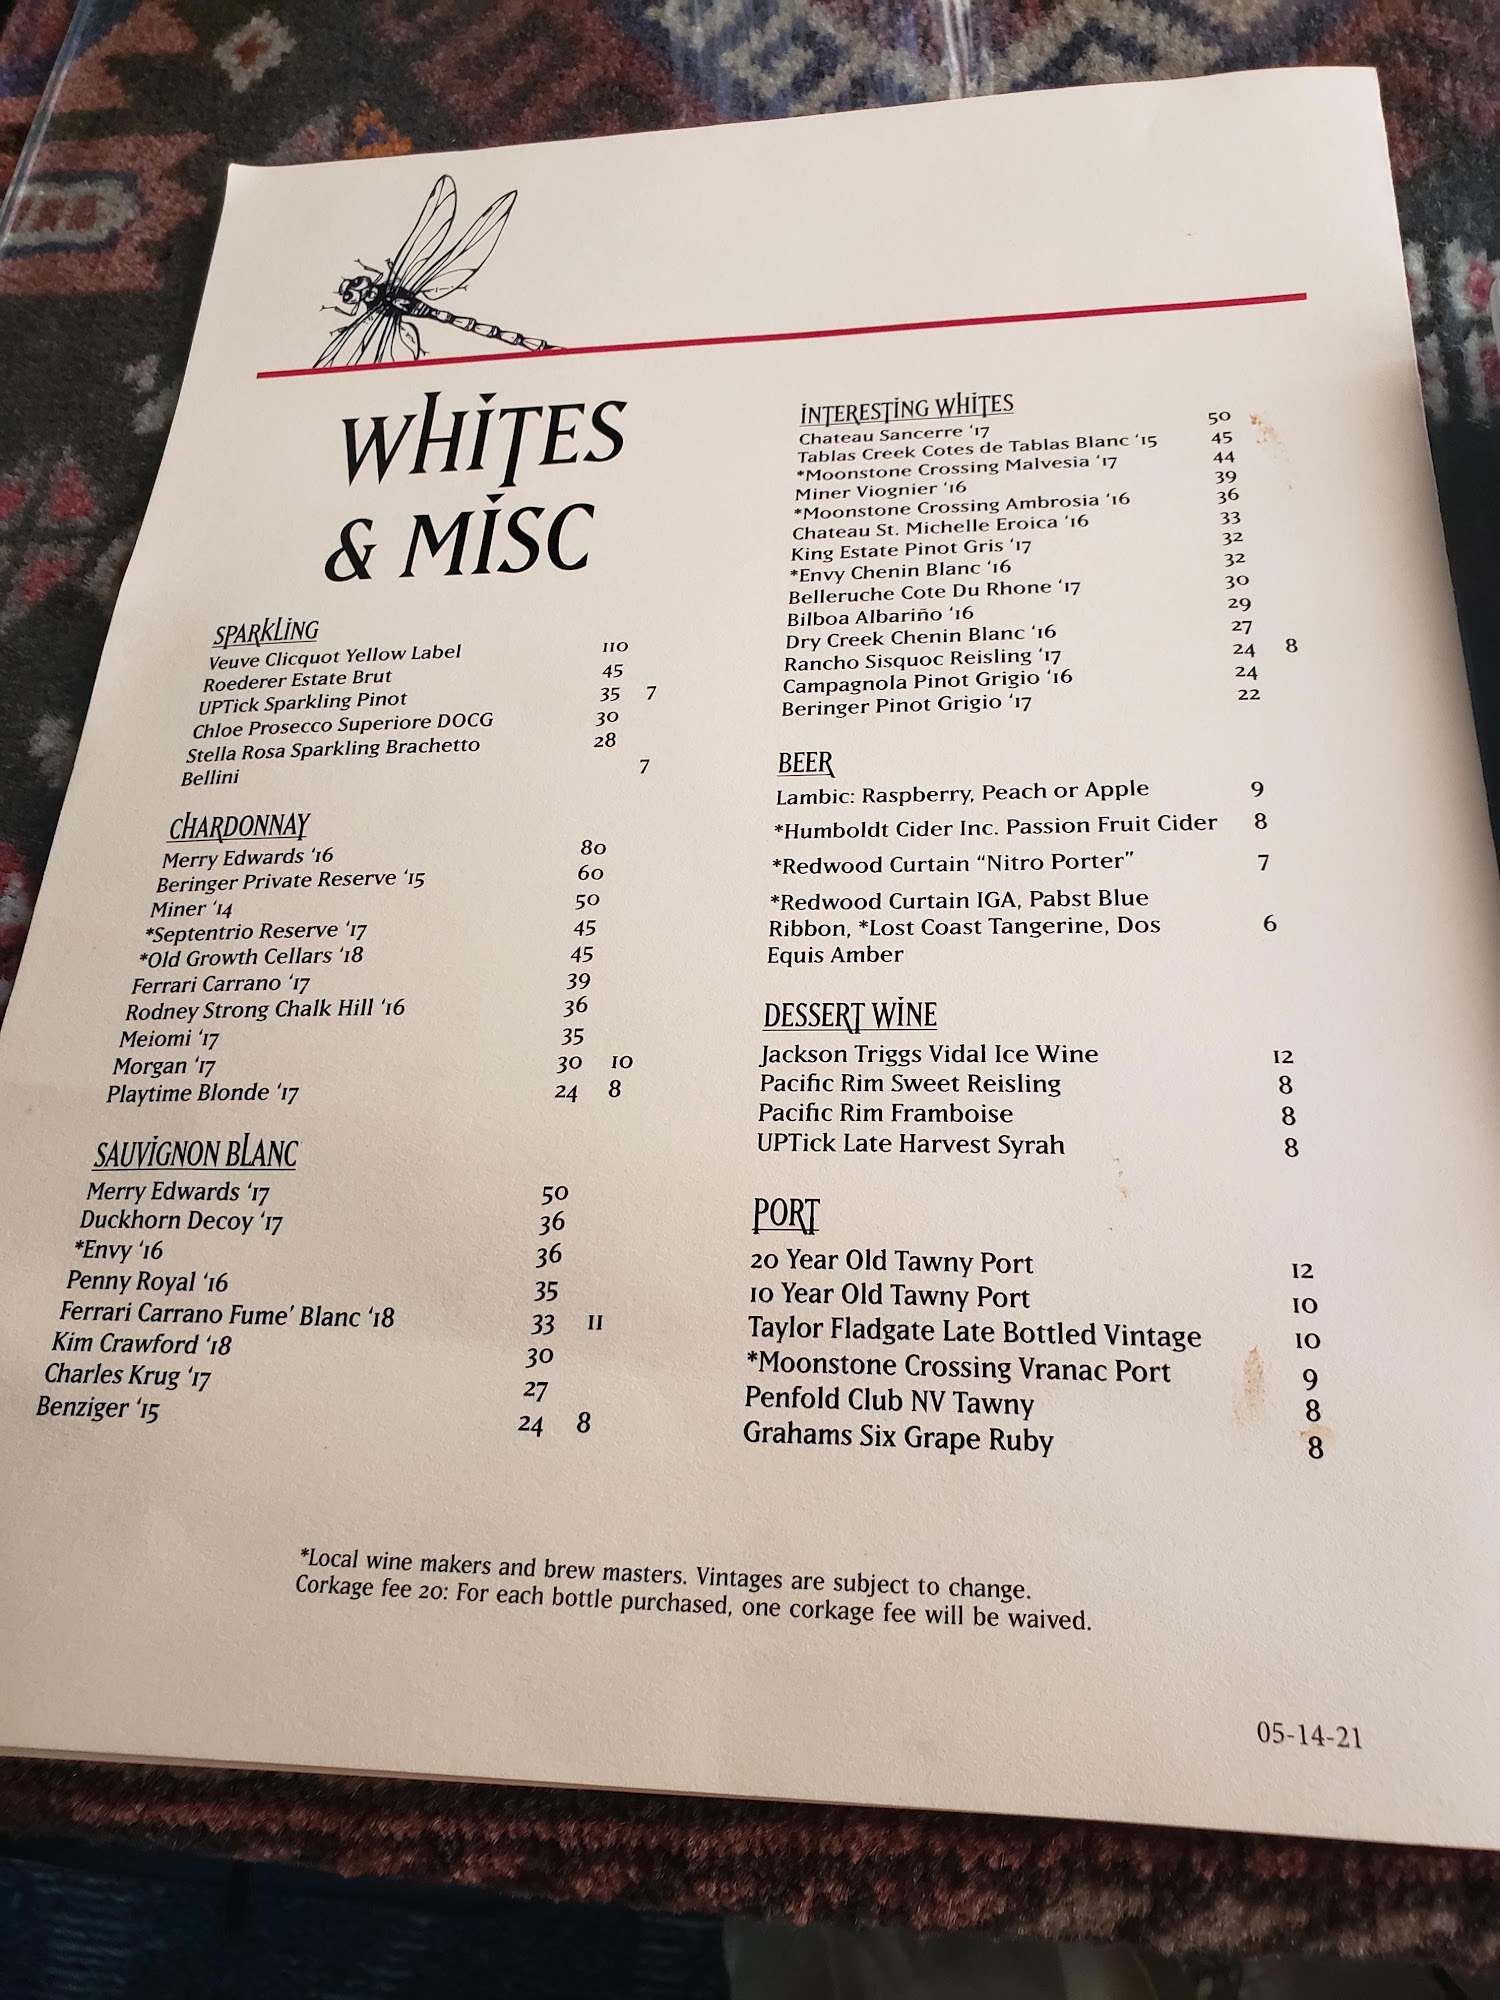 WHITES
& MISC
SPARKLING
Veuve Clicquot Yellow Label 110
Roederer Estate Brut 45
UPTick Sparkling Pinot 35 7
Chloe Prosecco Superiore DOCG 30
Stella Rosa Sparkling Brachetto 28
Bellini 7
CHARDONNAY
Merry Edwards '16 80
Beringer Private Reserve '15 60
Miner '14 50
*Septentrio Reserve '17 45
*Old Growth Cellars '18 45
Ferrari Carrano '17 39
Rodney Strong Chalk Hill '16 36
Meiomi '17 35
Morgan '17 30 10
Playtime Blonde '17 24 8
SAUVIGNON BLANC
Merry Edwards '17 50
Duckhorn Decoy '17 36
*Envy '16 36
Penny Royal '16 35
Ferrari Carrano Fume' Blanc '18 33 11
Kim Crawford '18 30
Charles Krug '17 27
Benziger '15 24 8
INTERESTING WHITES
Chateau Sancerre '17 50
Tablas Creek Cotes de Tablas Blanc '15 45
*Moonstone Crossing Malvesia '17 44
Miner Viognier '16 39
*Moonstone Crossing Ambrosia '16 36
Chateau St. Michelle Eroica '16 33
King Estate Pinot Gris '17 32
*Envy Chenin Blanc '16 32
Belleruche Cote Du Rhone '17 30
Bilboa Albariño '16 29
Dry Creek Chenin Blanc '16 27
Rancho Sisquoc Reisling '17 24 8
Campagnola Pinot Grigio '16 24
Beringer Pinot Grigio '17 22
BEER
Lambic: Raspberry, Peach or Apple 9
*Humboldt Cider Inc. Passion Fruit Cider 8
*Redwood Curtain "Nitro Porter" 7
*Redwood Curtain IGA, Pabst Blue
Ribbon, *Lost Coast Tangerine, Dos 6
Equis Amber
DESSERT WINE
Jackson Triggs Vidal Ice Wine 12
Pacific Rim Sweet Reisling 8
Pacific Rim Framboise 8
UPTick Late Harvest Syrah 8
PORT
20 Year Old Tawny Port 12
10 Year Old Tawny Port 10
Taylor Fladgate Late Bottled Vintage 10
*Moonstone Crossing Vranac Port 9
Penfold Club NV Tawny 8
Grahams Six Grape Ruby 8
*Local wine makers and brew masters. Vintages are subject to change.
Corkage fee 20: For each bottle purchased, one corkage fee will be waived.
05-14-21